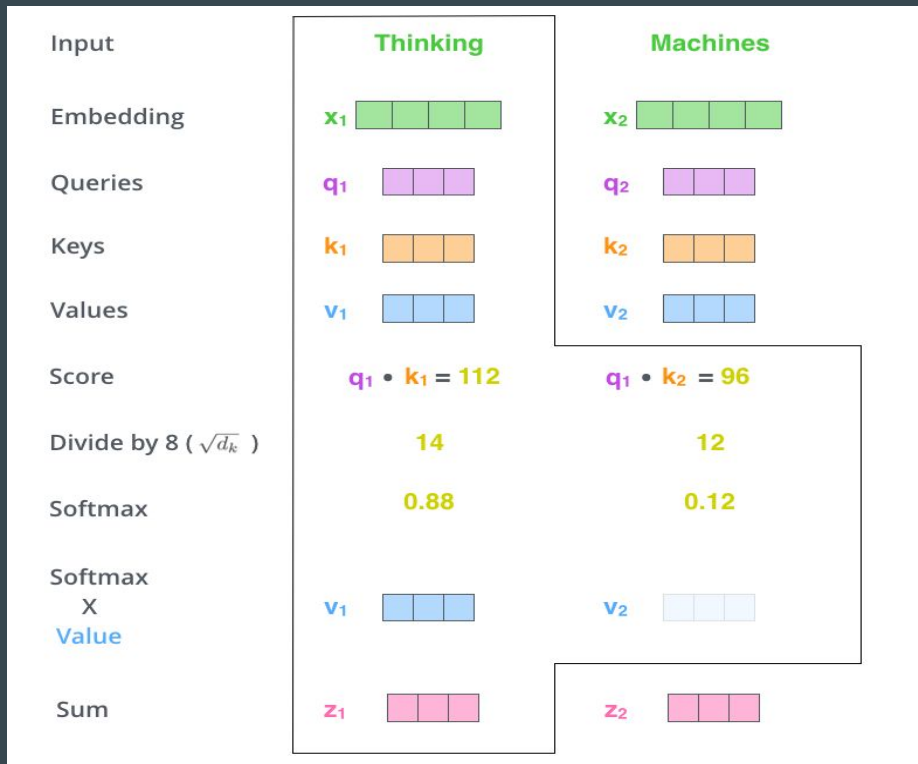 Input Thinking Machines
Embedding x₁ x₂
Queries q₁ q₂
Keys k₁ k₂
Values v₁ v₂
Score q₁ • k₁ = 112 q₁ • k₂ = 96
Divide by 8 ( √dₖ ) 14 12
Softmax 0.88 0.12
Softmax
X
Value v₁ v₂
Sum z₁ z₂